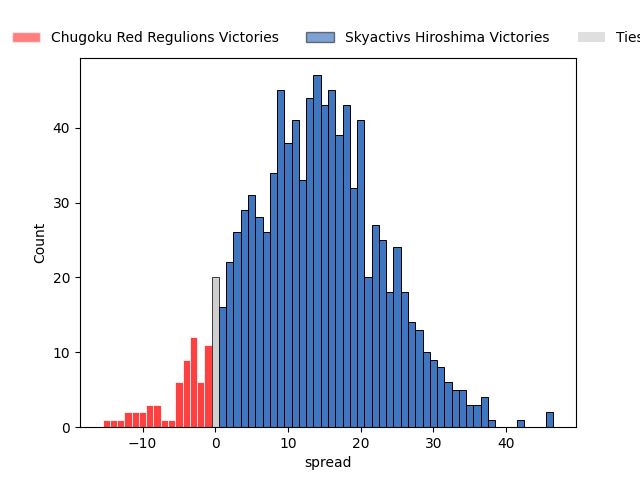 Chugoku Red Regulions Victories Skyactivs Hiroshima Victories Ties
Count
40
30
20
10
0
−10 0 10 20 30 40
spread